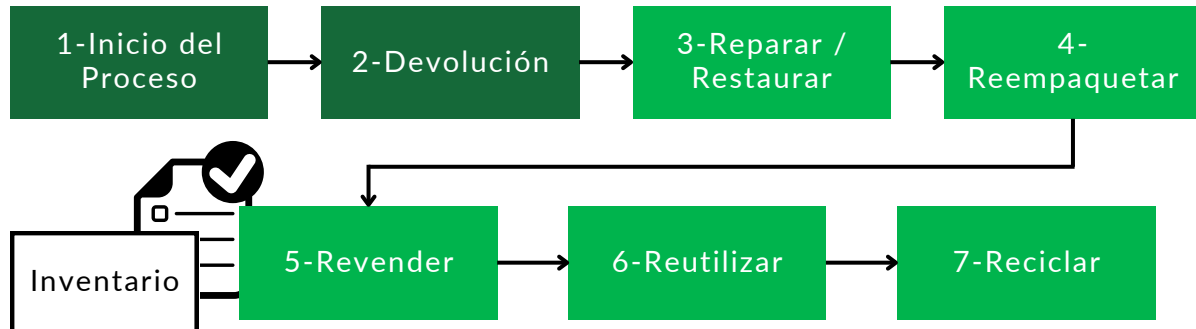 1-Inicio del
Proceso
2-Devolución
3-Reparar /
Restaurar
4-
Reempaquetar
Inventario
5-Revender
6-Reutilizar
7-Reciclar